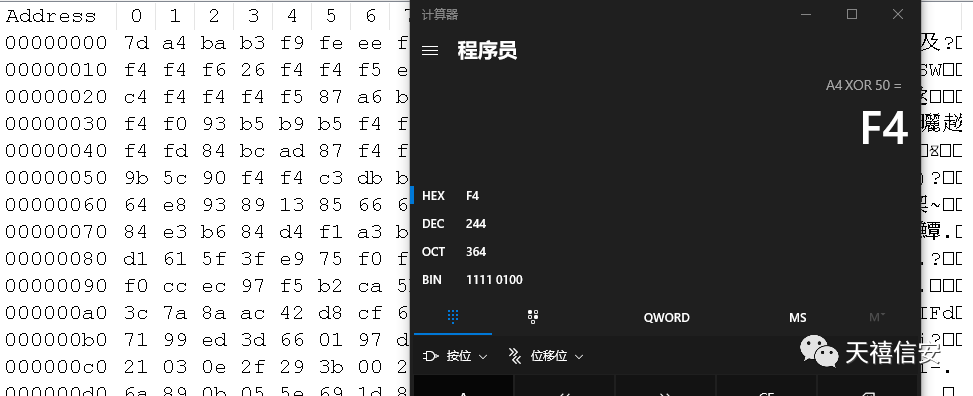 Address 0 1 2 3 4 5 6
00000000 7d a4 ba b3 f9 fe ee f
00000010 f4 f4 f6 26 f4 f4 f5 e
00000020 c4 f4 f4 f4 f5 87 a6 b
00000030 f4 f0 93 b5 b9 b5 f4 f
00000040 f4 fd 84 bc ad 87 f4 f
00000050 9b 5c 90 f4 f4 c3 db b
00000060 64 e8 93 89 13 85 66 6
00000070 84 e3 b6 84 d4 f1 a3 b
00000080 d1 61 5f 3f e9 75 f0 f
00000090 f0 cc ec 97 f5 b2 ca 5
000000a0 3c 7a 8a ac 42 d8 cf 6
000000b0 71 99 ed 3d 66 01 97 d
000000c0 21 03 0e 2f 29 3b 00 2
000000d0 6a 89 0b 05 5e 69 1d 8
计算器
程序员
A4 XOR 50 =
F4
HEX F4
DEC 244
OCT 364
BIN 1111 0100
QWORD MS M
按位 位移位
A << >> CE
及?
SW
?
~
.
.?
IFd
-.
天禧信安